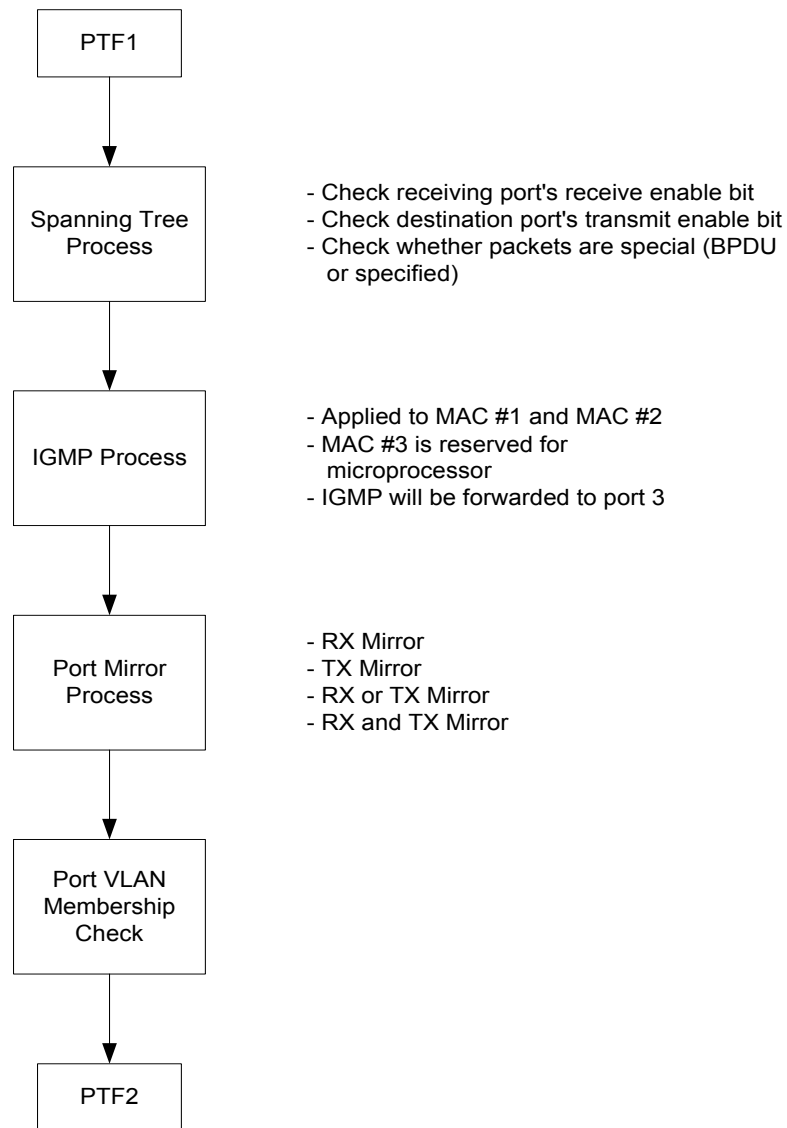 PTF1
Spanning Tree
Process
- Check receiving port's receive enable bit
- Check destination port's transmit enable bit
- Check whether packets are special (BPDU
or specified)
IGMP Process
- Applied to MAC #1 and MAC #2
- MAC #3 is reserved for
microprocessor
- IGMP will be forwarded to port 3
Port Mirror
Process
- RX Mirror
- TX Mirror
- RX or TX Mirror
- RX and TX Mirror
Port VLAN
Membership
Check
PTF2